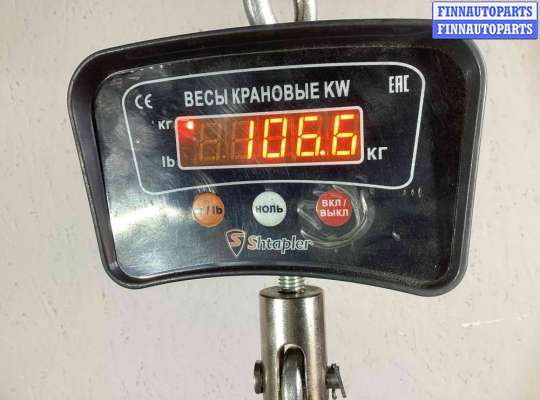 FINNAUTOPARTS
FINNAUTOPARTS
CE ВЕСЫ КРАНОВЫЕ KW EAC
кг
lb
106.6
кг
НОЛЬ
ВКЛ /
ВЫКЛ
Shtapler